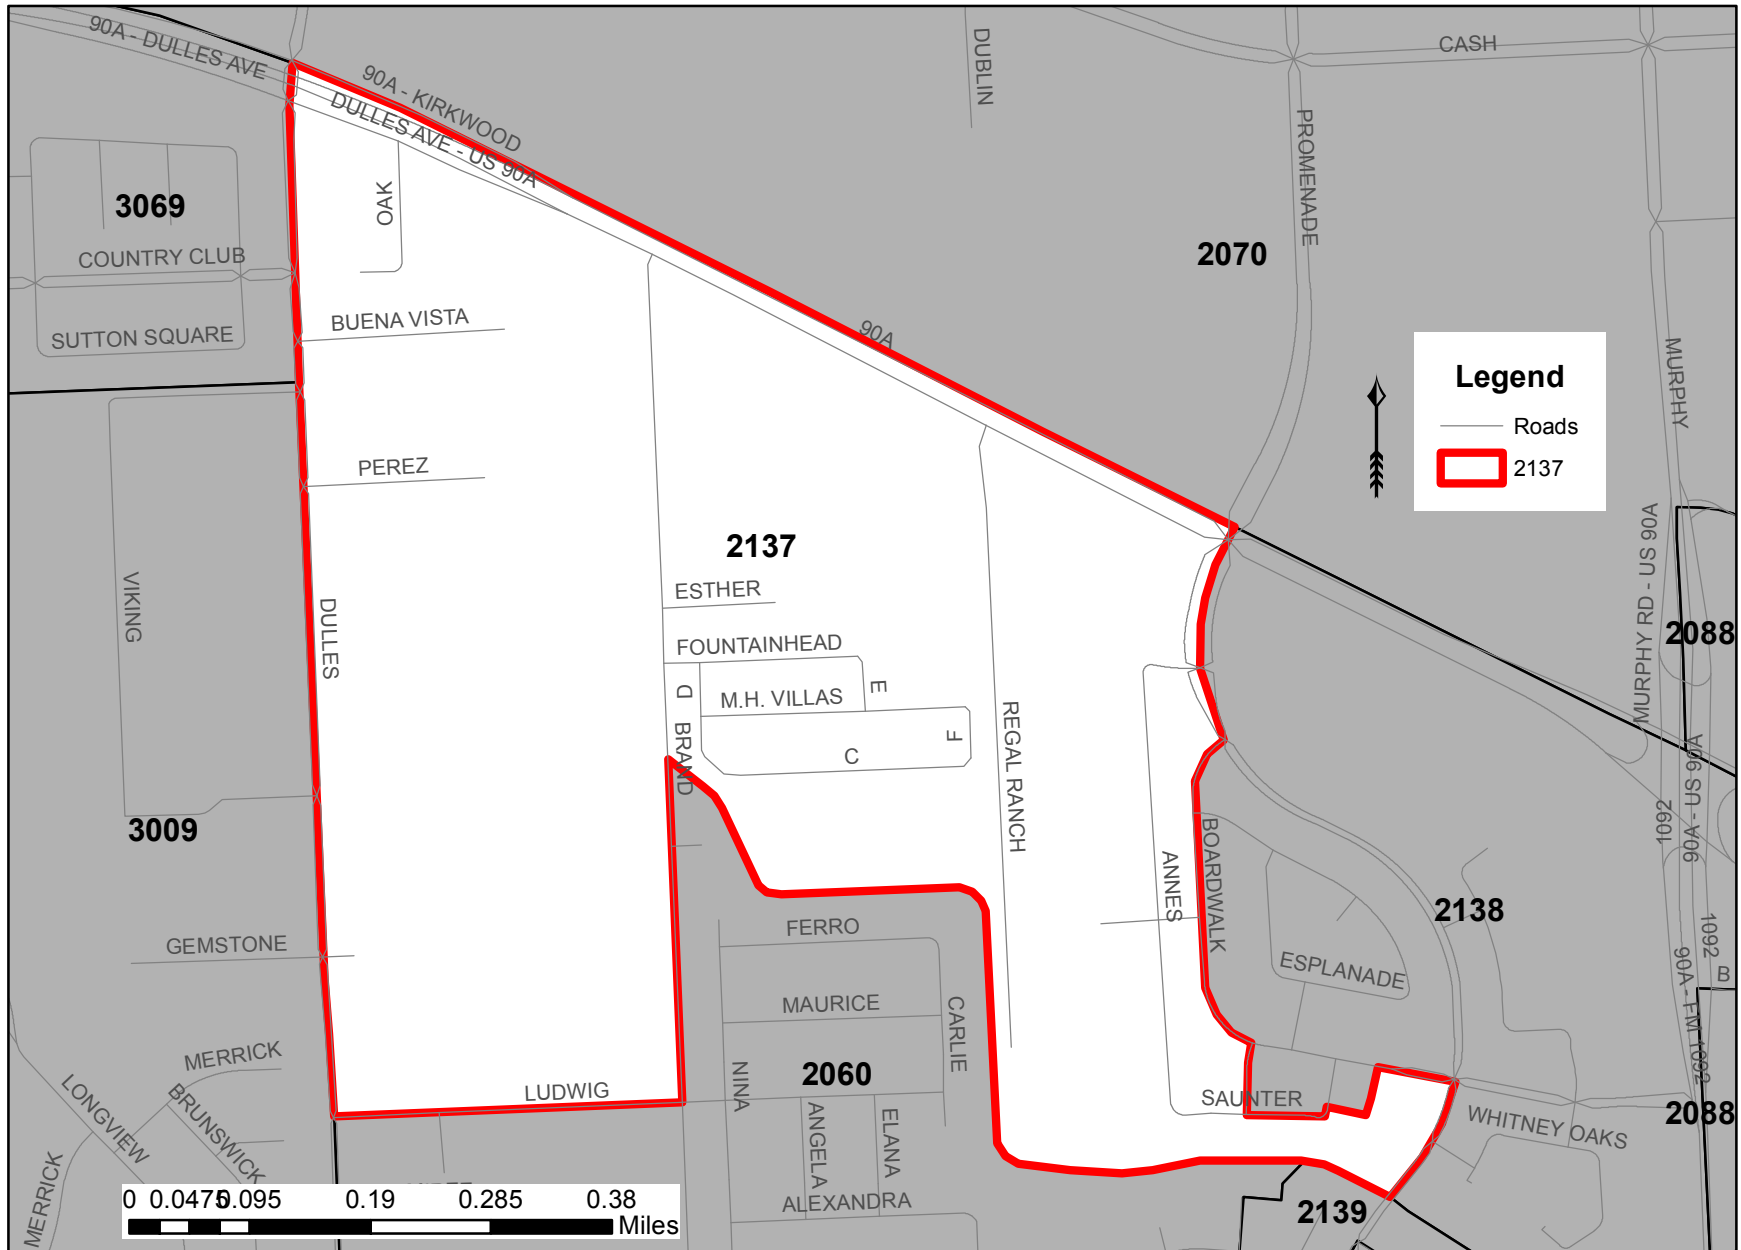 90A - DULLES AVE
90A - KIRKWOOD
DULLES AVE - US 90A
DUBLIN
CASH
PROMENADE
OAK
3069
COUNTRY CLUB
SUTTON SQUARE
BUENA VISTA
90A
2070
MURPHY
Legend
Roads
2137
PEREZ
2137
VIKING
DULLES
ESTHER
FOUNTAINHEAD
D
M.H. VILLAS
E
BRAND
C
F
REGAL RANCH
MURPHY RD - US 90A
2088
90A - US 90A
1092
3009
ANNES
BOARDWALK
2138
GEMSTONE
FERRO
ESPLANADE
1092
B
90A - FM 1092
MAURICE
CARLIE
MERRICK
LONGVIEW
BRUNSWICK
LUDWIG
NINA
2060
ANGELA
ELANA
SAUNTER
WHITNEY OAKS
2088
MERRICK
ALEXANDRA
2139
0 0.0475 0.095 0.19 0.285 0.38
Miles